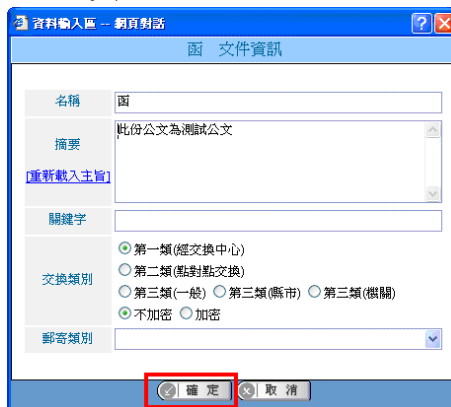 資料輸入區 -- 網頁對話
函 文件資訊
名稱 函
摘要 此份公文為測試公文
[重新載入主旨]
關鍵字
交換類別 第一類(經交換中心)
第二類(點對點交換)
第三類(一般) 第三類(縣市) 第三類(機關)
不加密 加密
郵寄類別
確 定 取 消